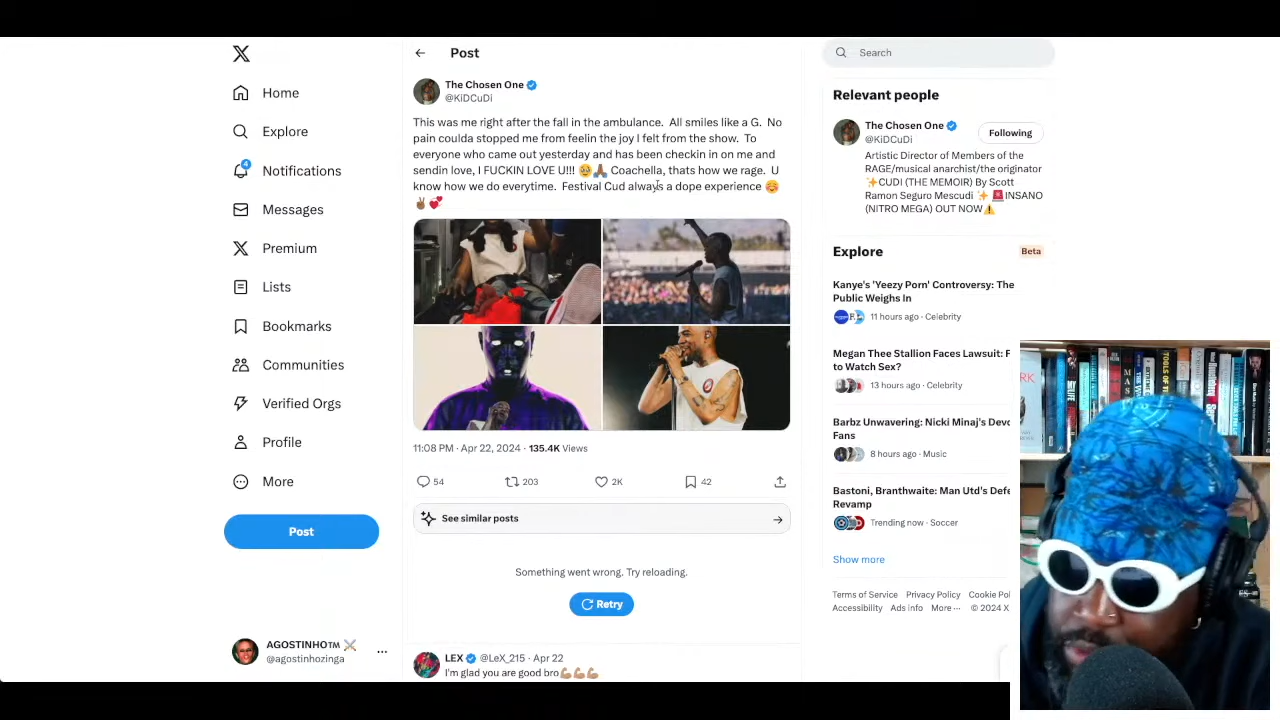 Post
Search
Home
Explore
4
Notifications
Messages
Premium
Lists
Bookmarks
Communities
Verified Orgs
Profile
More
Post
AGOSTINHO™ ⚔️
@agostinhozinga
The Chosen One
@KiDCuDi
This was me right after the fall in the ambulance. All smiles like a G. No
pain coulda stopped me from feelin the joy I felt from the show. To
everyone who came out yesterday and has been checkin in on me and
sendin love, I FUCKIN LOVE U!!! 🥹🙏🏾 Coachella, thats how we rage. U
know how we do everytime. Festival Cud always a dope experience ☺️
✌🏾💞
11:08 PM · Apr 22, 2024 · 135.4K Views
54
203
2K
42
See similar posts
Something went wrong. Try reloading.
Retry
LEX @LeX_215 · Apr 22
I'm glad you are good bro💪🏽💪🏽💪🏽
Relevant people
The Chosen One
@KiDCuDi
Following
Artistic Director of Members of the
RAGE/musical anarchist/the originator
✨CUDI (THE MEMOIR) By Scott
Ramon Seguro Mescudi ✨ 🚨INSANO
(NITRO MEGA) OUT NOW⚠️
Explore
Beta
Kanye's 'Yeezy Porn' Controversy: The
Public Weighs In
11 hours ago · Celebrity
Megan Thee Stallion Faces Lawsuit: F
to Watch Sex?
13 hours ago · Celebrity
Barbz Unwavering: Nicki Minaj's Devo
Fans
8 hours ago · Music
Bastoni, Branthwaite: Man Utd's Defe
Revamp
Trending now · Soccer
Show more
Terms of Service Privacy Policy Cookie Pol
Accessibility Ads info More ··· © 2024 X